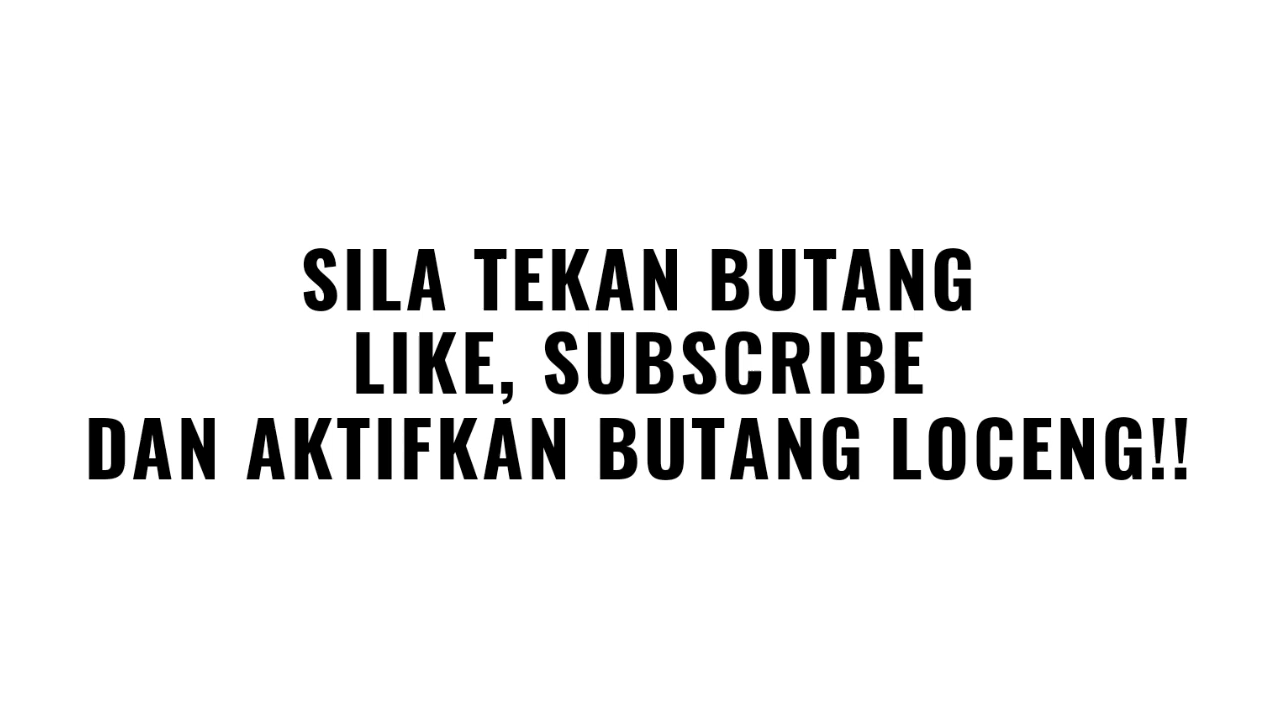 SILA TEKAN BUTANG
LIKE, SUBSCRIBE
DAN AKTIFKAN BUTANG LOCENG!!